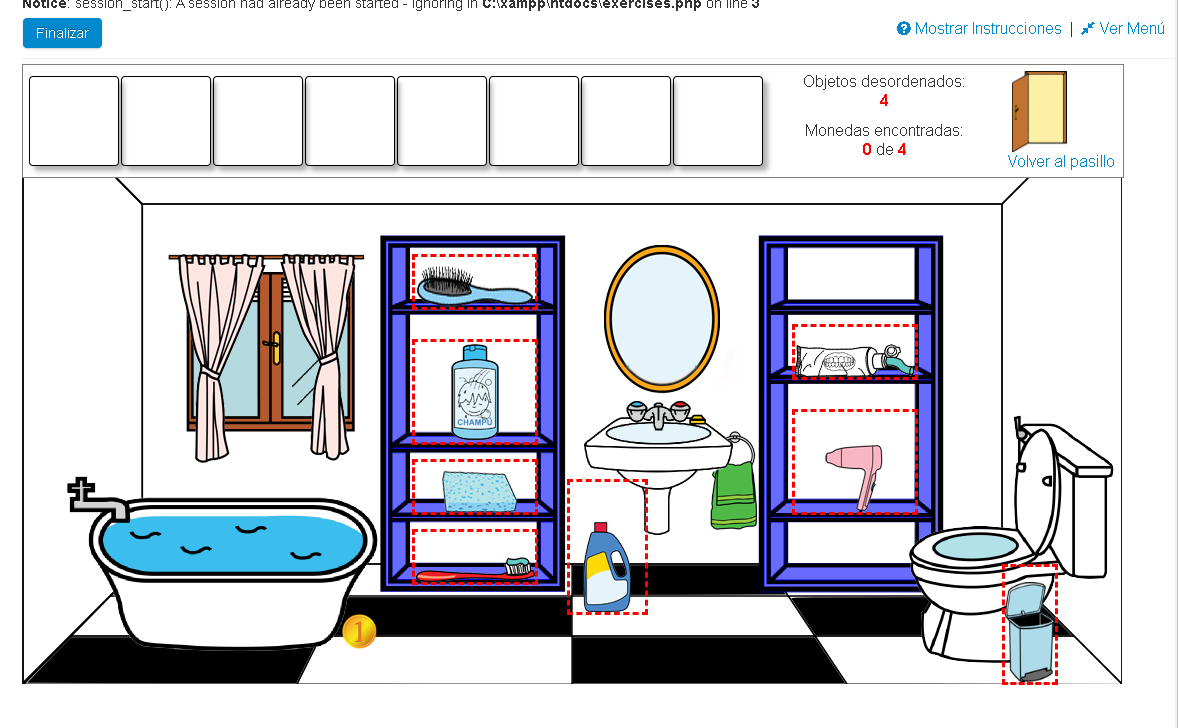 Notice: session_start(): A session had already been started - ignoring in C:\xampp\htdocs\exercises.php on line 3
Finalizar
Mostrar Instrucciones | Ver Menú
Objetos desordenados:
4
Monedas encontradas:
0 de 4
Volver al pasillo
CHAMPÚ
1